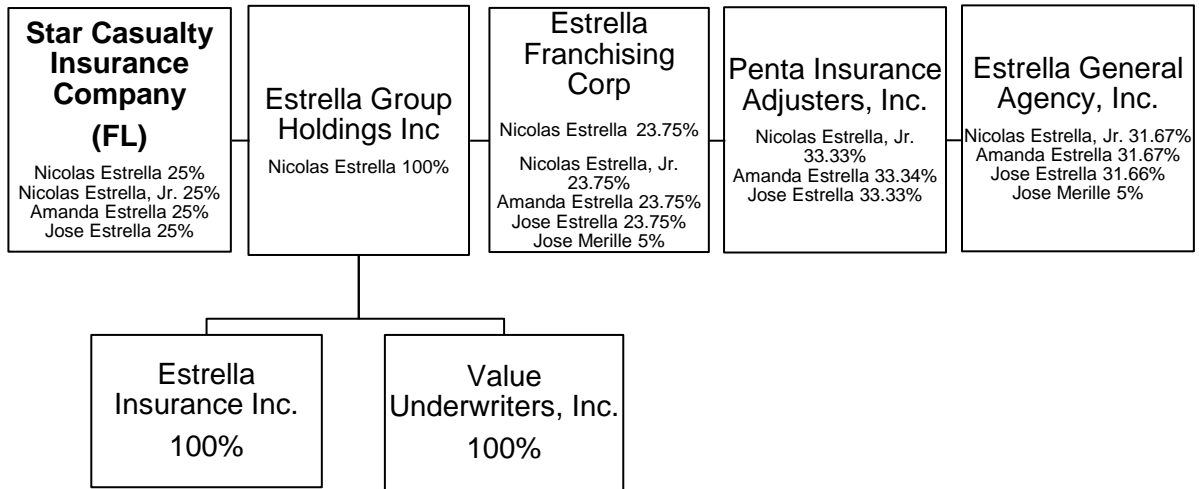 Star Casualty
Insurance
Company
(FL)
Nicolas Estrella 25%
Nicolas Estrella, Jr. 25%
Amanda Estrella 25%
Jose Estrella 25%
Estrella Group
Holdings Inc
Nicolas Estrella 100%
Estrella
Franchising
Corp
Nicolas Estrella 23.75%
Nicolas Estrella, Jr.
23.75%
Amanda Estrella 23.75%
Jose Estrella 23.75%
Jose Merille 5%
Penta Insurance
Adjusters, Inc.
Nicolas Estrella, Jr.
33.33%
Amanda Estrella 33.34%
Jose Estrella 33.33%
Estrella General
Agency, Inc.
Nicolas Estrella, Jr. 31.67%
Amanda Estrella 31.67%
Jose Estrella 31.66%
Jose Merille 5%
Estrella
Insurance Inc.
100%
Value
Underwriters, Inc.
100%